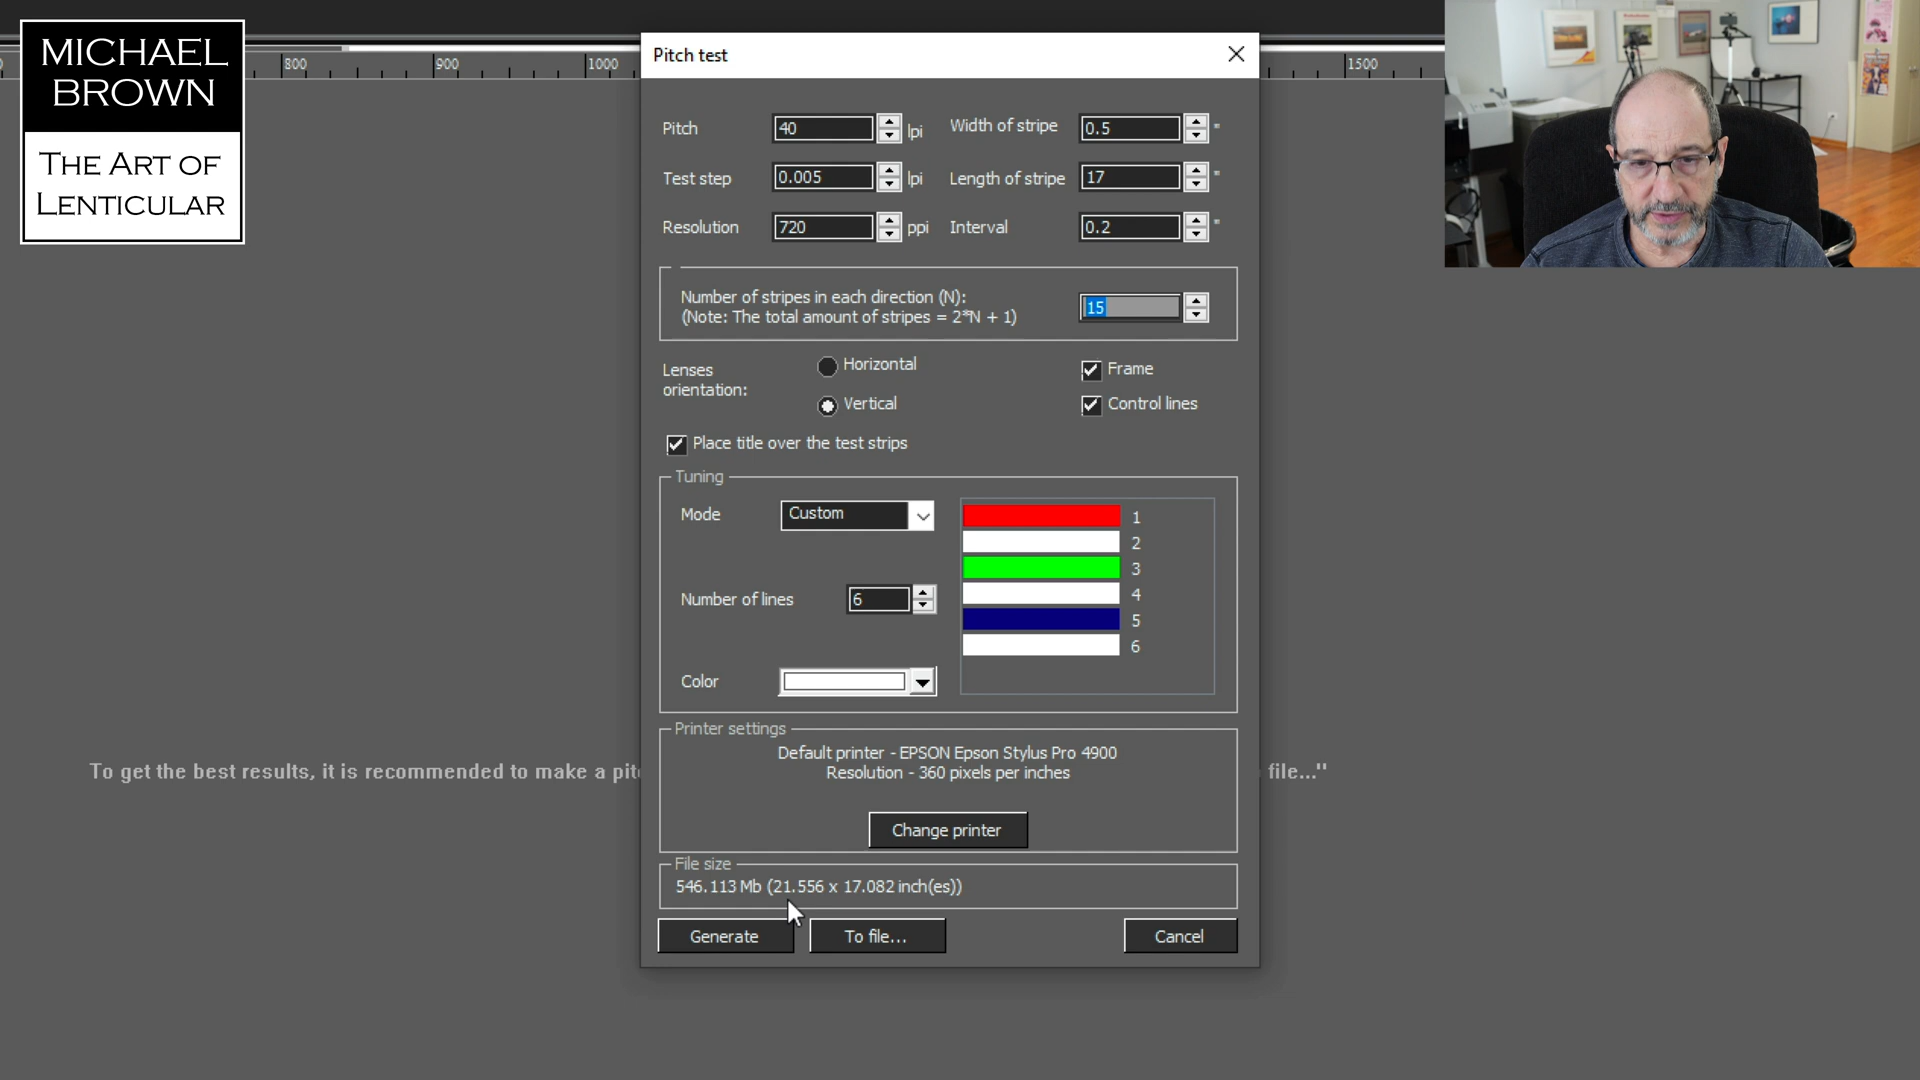 MICHAEL
BROWN
THE ART OF
LENTICULAR
800
900
1000
1500
Pitch test
Pitch 40 lpi Width of stripe 0.5 "
Test step 0.005 lpi Length of stripe 17 "
Resolution 720 ppi Interval 0.2 "
Number of stripes in each direction (N):
(Note: The total amount of stripes = 2*N + 1)
15
Lenses
orientation:
Horizontal
Vertical
Frame
Control lines
Place title over the test strips
Tuning
Mode Custom
Number of lines 6
Color
1
2
3
4
5
6
Printer settings
Default printer - EPSON Epson Stylus Pro 4900
Resolution - 360 pixels per inches
To get the best results, it is recommended to make a pit
file..."
Change printer
File size
546.113 Mb (21.556 x 17.082 inch(es))
Generate To file... Cancel